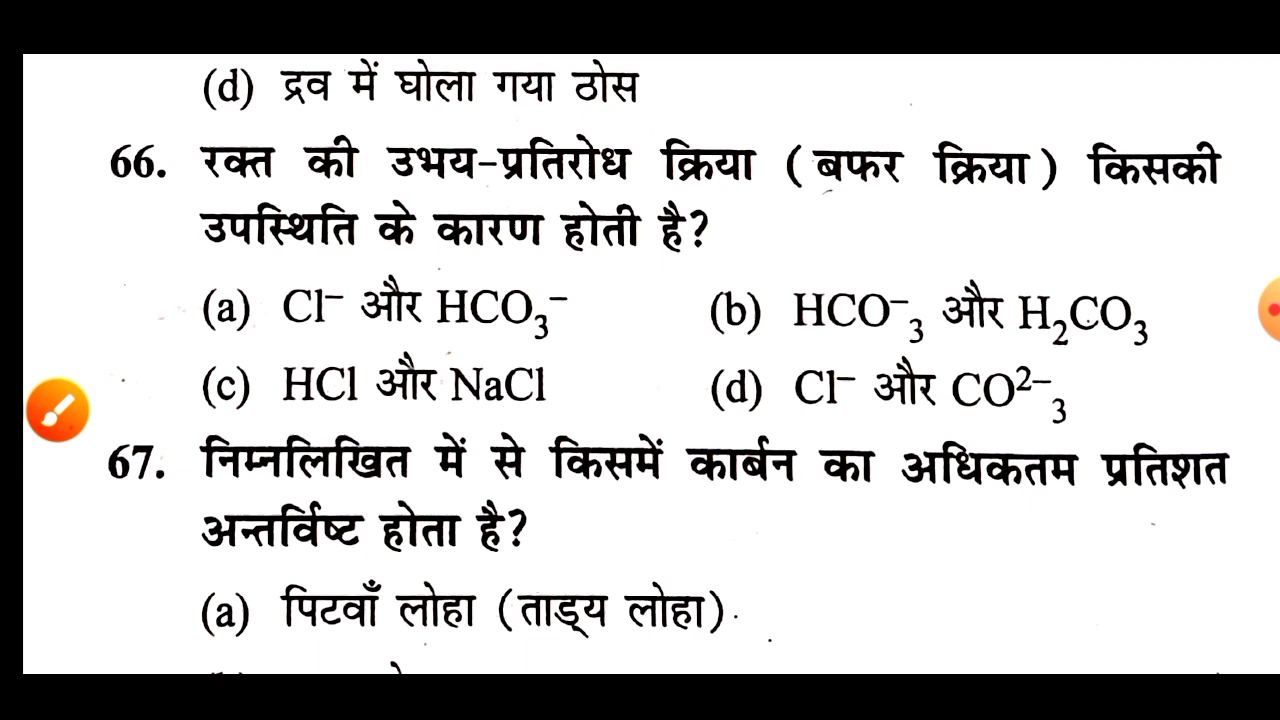 (d) द्रव में घोला गया ठोस
66. रक्त की उभय-प्रतिरोध क्रिया (बफर क्रिया) किसकी
उपस्थिति के कारण होती है?
(a) Cl⁻ और HCO₃⁻ (b) HCO⁻₃ और H₂CO₃
(c) HCl और NaCl (d) Cl⁻ और CO²⁻₃
67. निम्नलिखित में से किसमें कार्बन का अधिकतम प्रतिशत
अन्तर्विष्ट होता है?
(a) पिटवाँ लोहा (ताड्य लोहा)